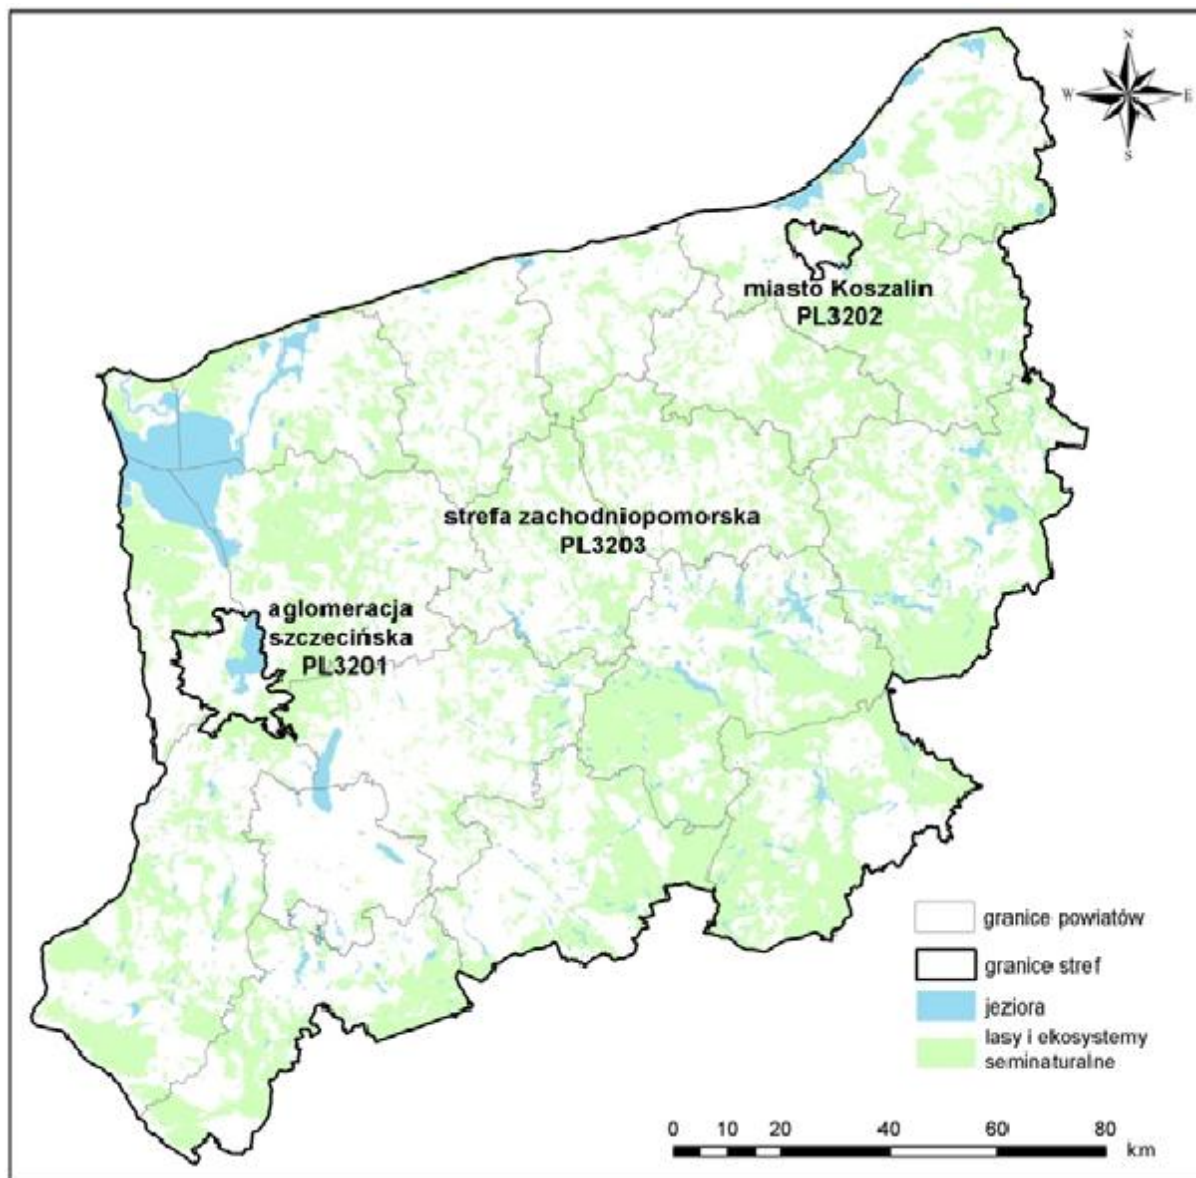 N
W E
S
miasto Koszalin
PL3202
strefa zachodniopomorska
PL3203
aglomeracja
szczecińska
PL3201
granice powiatów
granice stref
jeziora
lasy i ekosystemy
seminaturalne
0 10 20 40 60 80
km